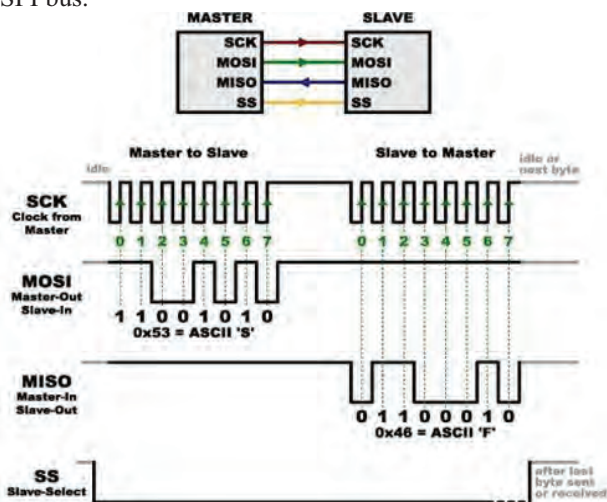 SPI bus.
MASTER SLAVE
SCK SCK
MOSI MOSI
MISO MISO
SS SS
Master to Slave Slave to Master
idle idle or
next byte
SCK
Clock from
Master
0 1 2 3 4 5 6 7 0 1 2 3 4 5 6 7
MOSI
Master-Out
Slave-In
1 1 0 0 1 0 1 0
0x53 = ASCII 'S'
MISO
Master-In
Slave-Out
0 1 1 0 0 0 1 0
0x46 = ASCII 'F'
SS
Slave-Select
after last
byte sent
or received